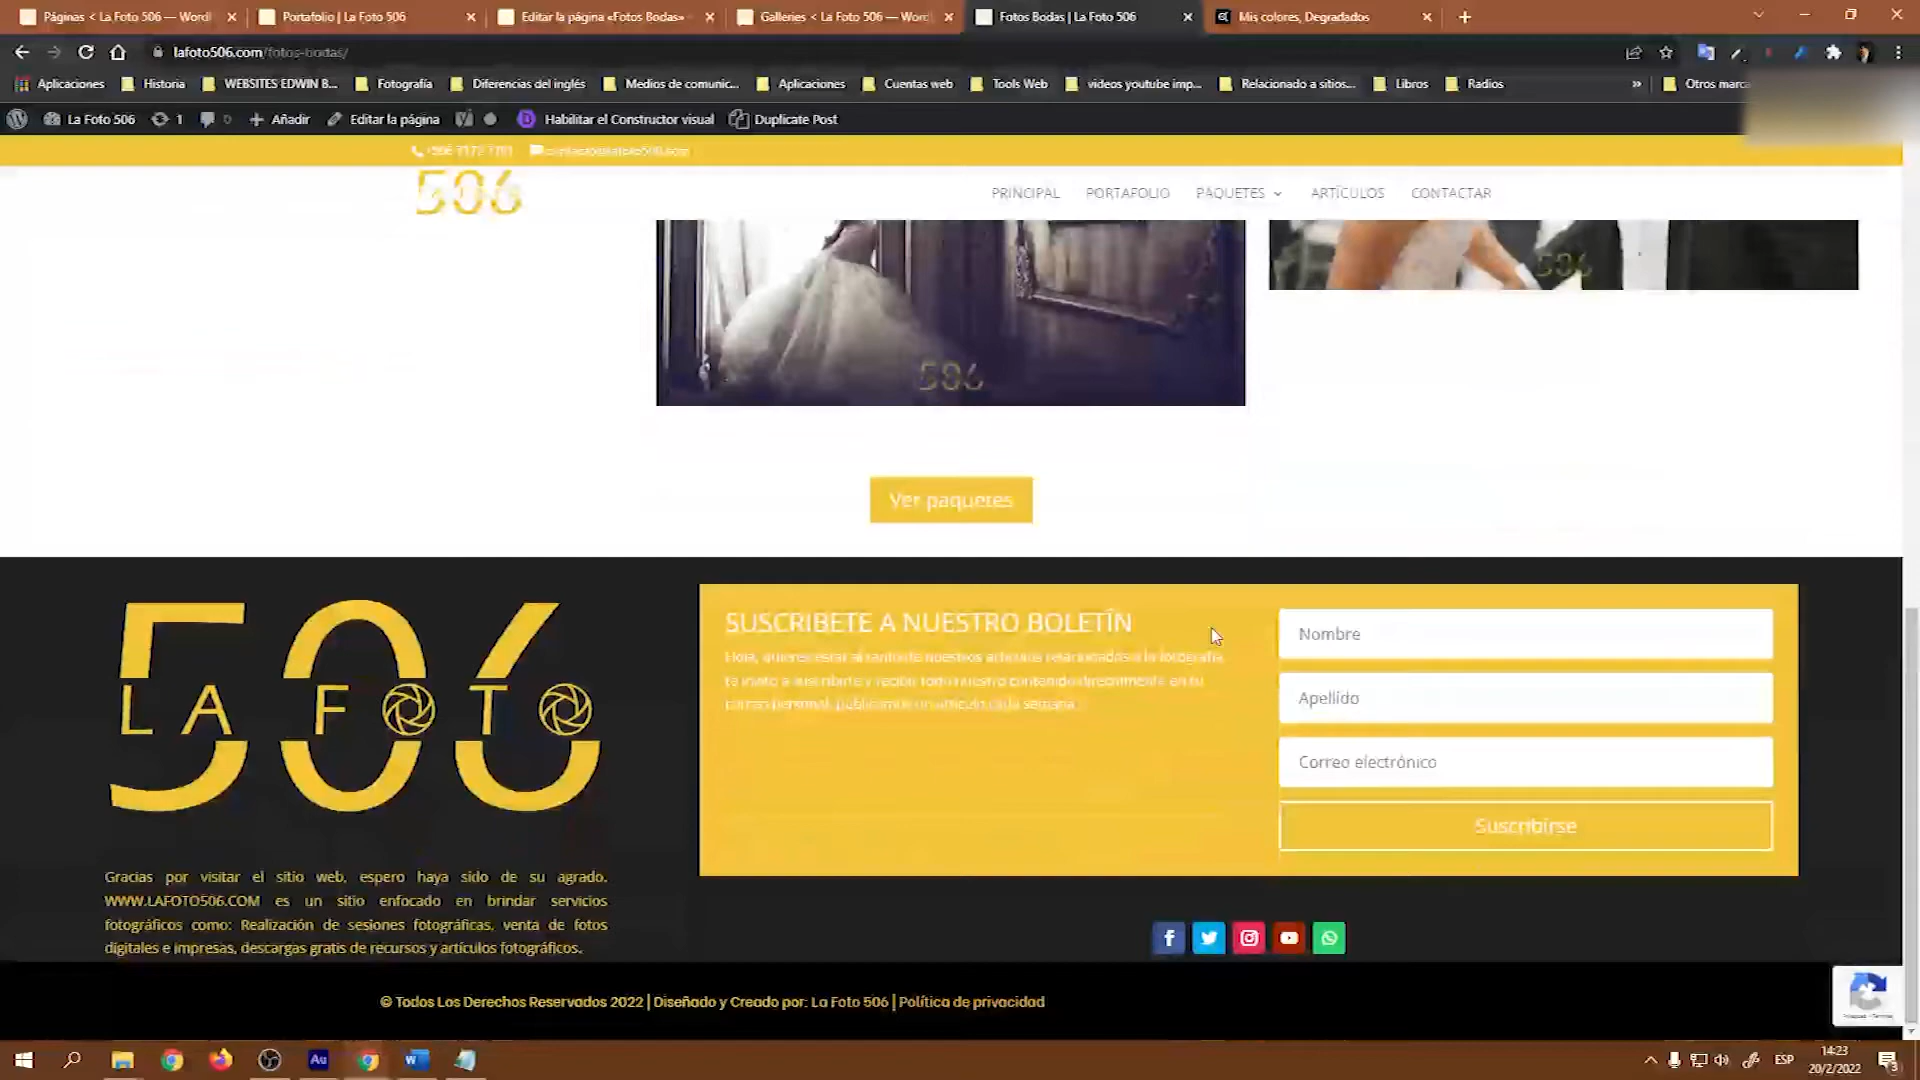 Páginas < La Foto 506 — Word
Portafolio | La Foto 506
Editar la página «Fotos Bodas»
Galleries < La Foto 506 — Word
Fotos Bodas | La Foto 506
Mis colores, Degradados
lafoto506.com/fotos-bodas/
Aplicaciones
Historia
WEBSITES EDWIN B...
Fotografía
Diferencias del inglés
Medios de comunic...
Aplicaciones
Cuentas web
Tools Web
videos youtube imp...
Relacionado a sitios...
Libros
Radios
»
Otros marca
La Foto 506
1
0
Añadir
Editar la página
Habilitar el Constructor visual
Duplicate Post
506
PRINCIPAL
PORTAFOLIO
PAQUETES
ARTÍCULOS
CONTACTAR
506
506
Ver paquetes
506
LA FOTO
SUSCRIBETE A NUESTRO BOLETÍN
Hola, quieres estar al tanto de nuestros artículos relacionados a la fotografía,
te invito a suscribirte y recibir todo nuestro contenido directamente en tu
correo personal, publicamos un artículo cada semana.
Nombre
Apellido
Correo electrónico
Suscribirse
Gracias por visitar el sitio web, espero haya sido de su agrado.
WWW.LAFOTO506.COM es un sitio enfocado en brindar servicios
fotográficos como: Realización de sesiones fotográficas, venta de fotos
digitales e impresas, descargas gratis de recursos y artículos fotográficos.
© Todos Los Derechos Reservados 2022 | Diseñado y Creado por: La Foto 506 | Política de privacidad
Au
ESP
14:23
20/2/2022
3